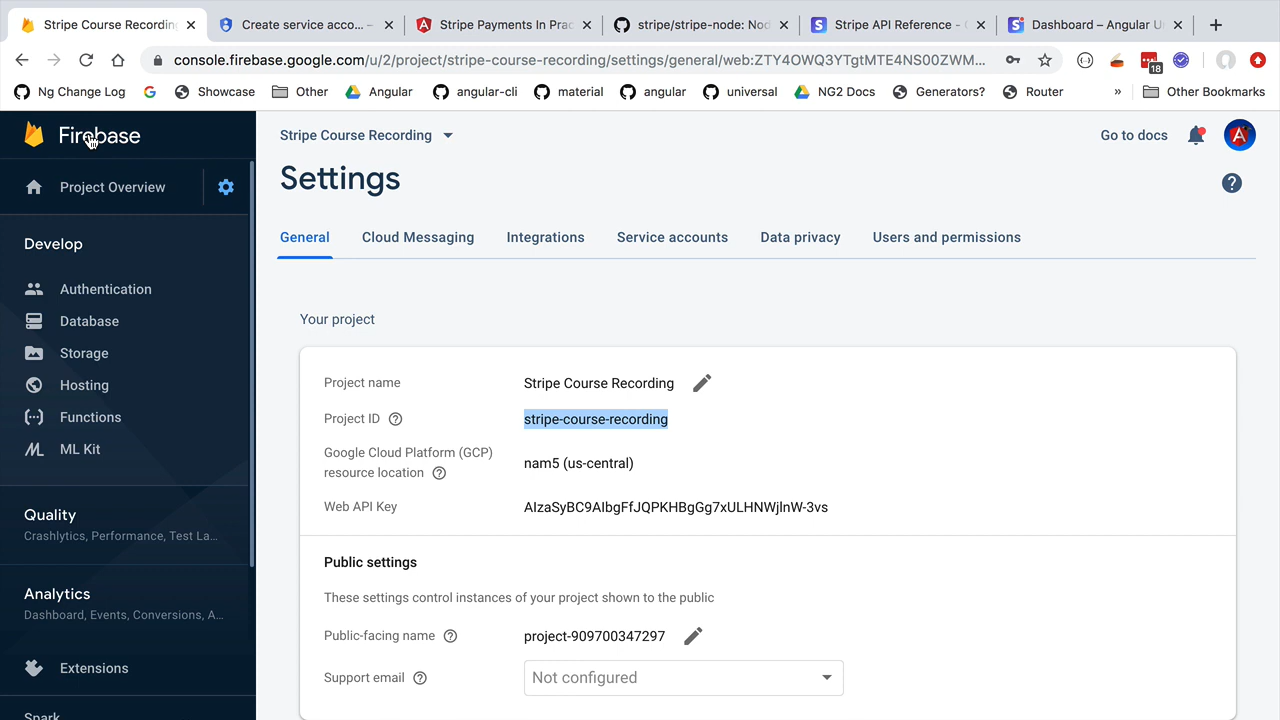 Stripe Course Recording
Create service acco...
Stripe Payments In Prac
stripe/stripe-node: Nod
Stripe API Reference -
Dashboard – Angular U
console.firebase.google.com/u/2/project/stripe-course-recording/settings/general/web:ZTY4OWQ3YTgtMTE4NS00ZWM...
18
Ng Change Log
Showcase
Other
Angular
angular-cli
material
angular
universal
NG2 Docs
Generators?
Router
»
Other Bookmarks
Firebase
Stripe Course Recording
Go to docs
Settings
Project Overview
General
Cloud Messaging
Integrations
Service accounts
Data privacy
Users and permissions
Develop
Authentication
Database
Storage
Hosting
Functions
ML Kit
Quality
Crashlytics, Performance, Test La...
Analytics
Dashboard, Events, Conversions, A...
Extensions
Spark
Your project
Project name
Stripe Course Recording
Project ID
stripe-course-recording
Google Cloud Platform (GCP)
resource location
nam5 (us-central)
Web API Key
AIzaSyBC9AIbgFfJQPKHBgGg7xULHNWjlnW-3vs
Public settings
These settings control instances of your project shown to the public
Public-facing name
project-909700347297
Support email
Not configured